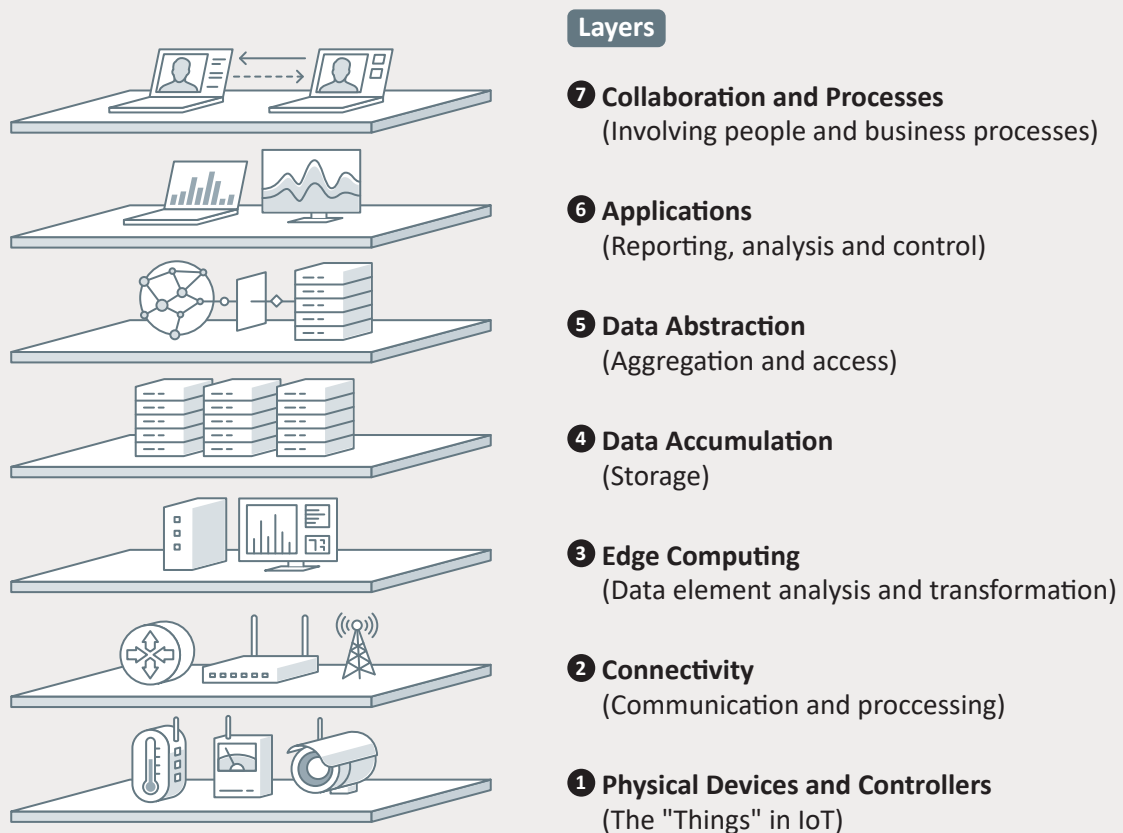 Layers
7 Collaboration and Processes
(Involving people and business processes)
6 Applications
(Reporting, analysis and control)
5 Data Abstraction
(Aggregation and access)
4 Data Accumulation
(Storage)
3 Edge Computing
(Data element analysis and transformation)
2 Connectivity
(Communication and proccessing)
1 Physical Devices and Controllers
(The "Things" in IoT)